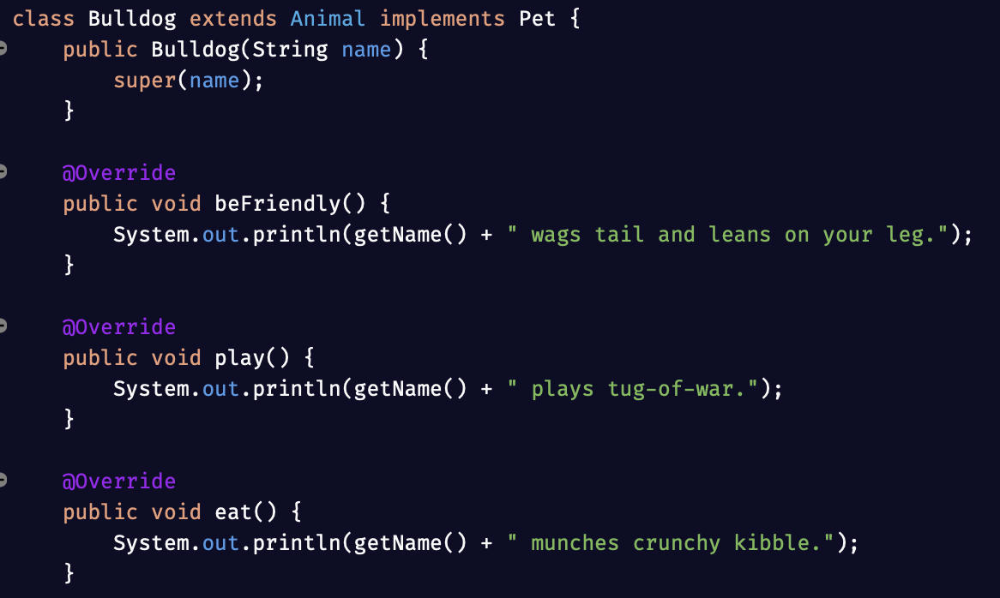 class Bulldog extends Animal implements Pet {
    public Bulldog(String name) {
        super(name);
    }

    @Override
    public void beFriendly() {
        System.out.println(getName() + " wags tail and leans on your leg.");
    }

    @Override
    public void play() {
        System.out.println(getName() + " plays tug-of-war.");
    }

    @Override
    public void eat() {
        System.out.println(getName() + " munches crunchy kibble.");
    }